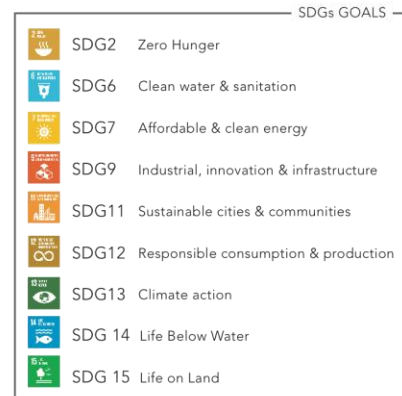 SDGs GOALS
SDG2 Zero Hunger
SDG6 Clean water & sanitation
SDG7 Affordable & clean energy
SDG9 Industrial, innovation & infrastructure
SDG11 Sustainable cities & communities
SDG12 Responsible consumption & production
SDG13 Climate action
SDG 14 Life Below Water
SDG 15 Life on Land